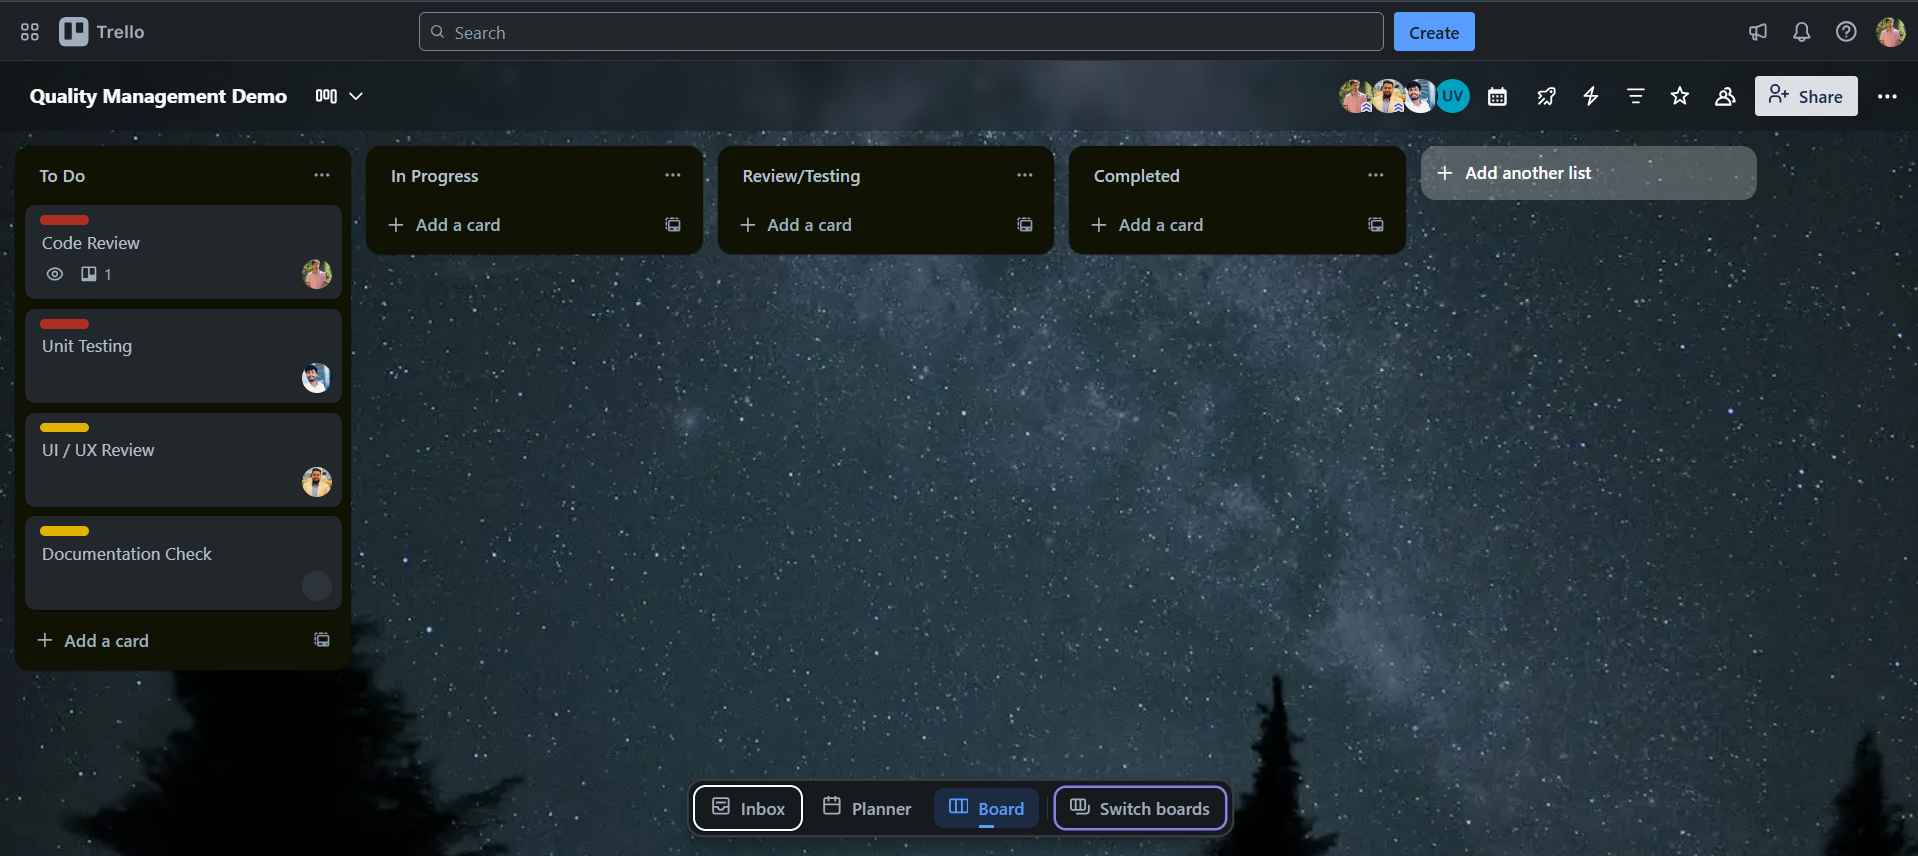 Trello
Search
Create
Quality Management Demo
UV
Share
To Do
Code Review
1
Unit Testing
UI / UX Review
Documentation Check
Add a card
In Progress
Add a card
Review/Testing
Add a card
Completed
Add a card
Add another list
Inbox
Planner
Board
Switch boards